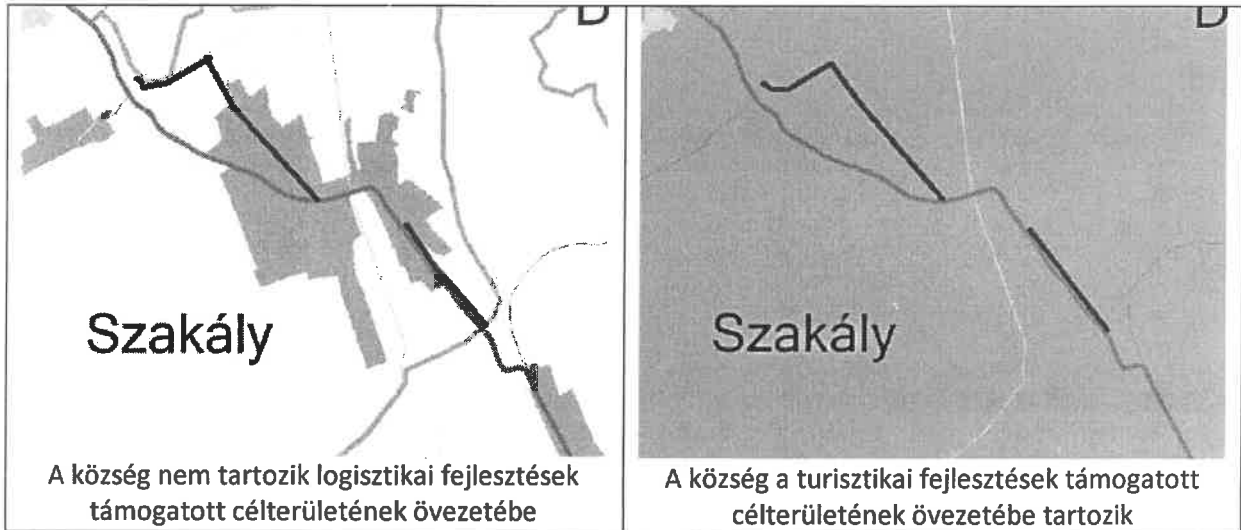 Szakály
A község nem tartozik logisztikai fejlesztések
támogatott célterületének övezetébe
Szakály
A község a turisztikai fejlesztések támogatott
célterületének övezetébe tartozik